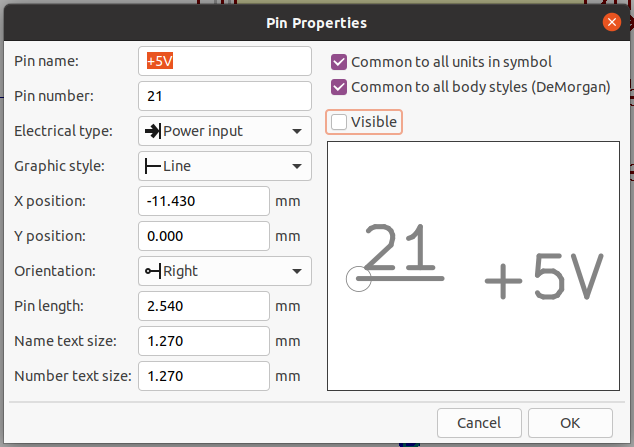 Pin Properties
Pin name: +5V
Pin number: 21
Electrical type: Power input
Graphic style: Line
X position: -11.430 mm
Y position: 0.000 mm
Orientation: Right
Pin length: 2.540 mm
Name text size: 1.270 mm
Number text size: 1.270 mm
Common to all units in symbol
Common to all body styles (DeMorgan)
Visible
21
+5V
Cancel OK